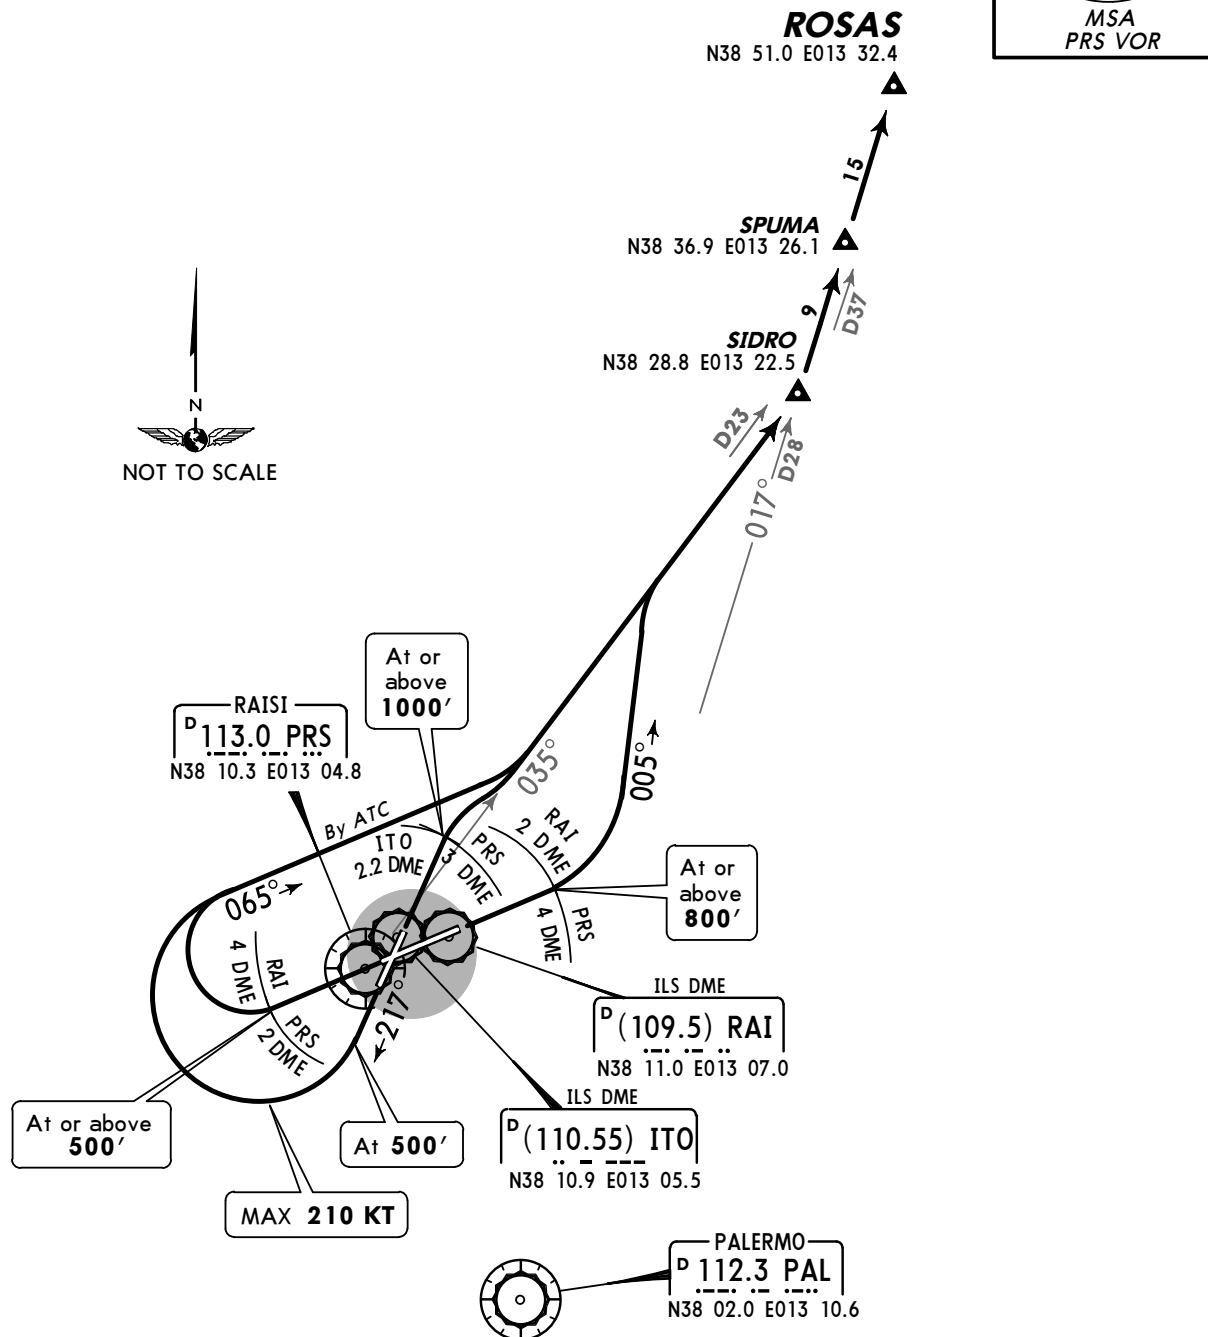 MSA
PRS VOR
ROSAS
N38 51.0 E013 32.4
15
SPUMA
N38 36.9 E013 26.1
9
D37
SIDRO
N38 28.8 E013 22.5
N
NOT TO SCALE
D23
D28
017°
At or
above
1000'
RAISI
D 113.0 PRS
N38 10.3 E013 04.8
035°
005°
By ATC
ITO
2.2 DME
PRS
3 DME
RAI
2 DME
At or
above
800'
065°
PRS
4 DME
RAI
4 DME
PRS
2 DME
217°
ILS DME
D (109.5) RAI
N38 11.0 E013 07.0
ILS DME
D (110.55) ITO
N38 10.9 E013 05.5
At or above
500'
At 500'
MAX 210 KT
PALERMO
D 112.3 PAL
N38 02.0 E013 10.6